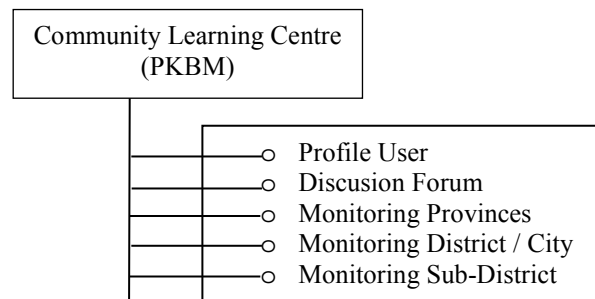 Community Learning Centre
(PKBM)
Profile User
Discusion Forum
Monitoring Provinces
Monitoring District / City
Monitoring Sub-District